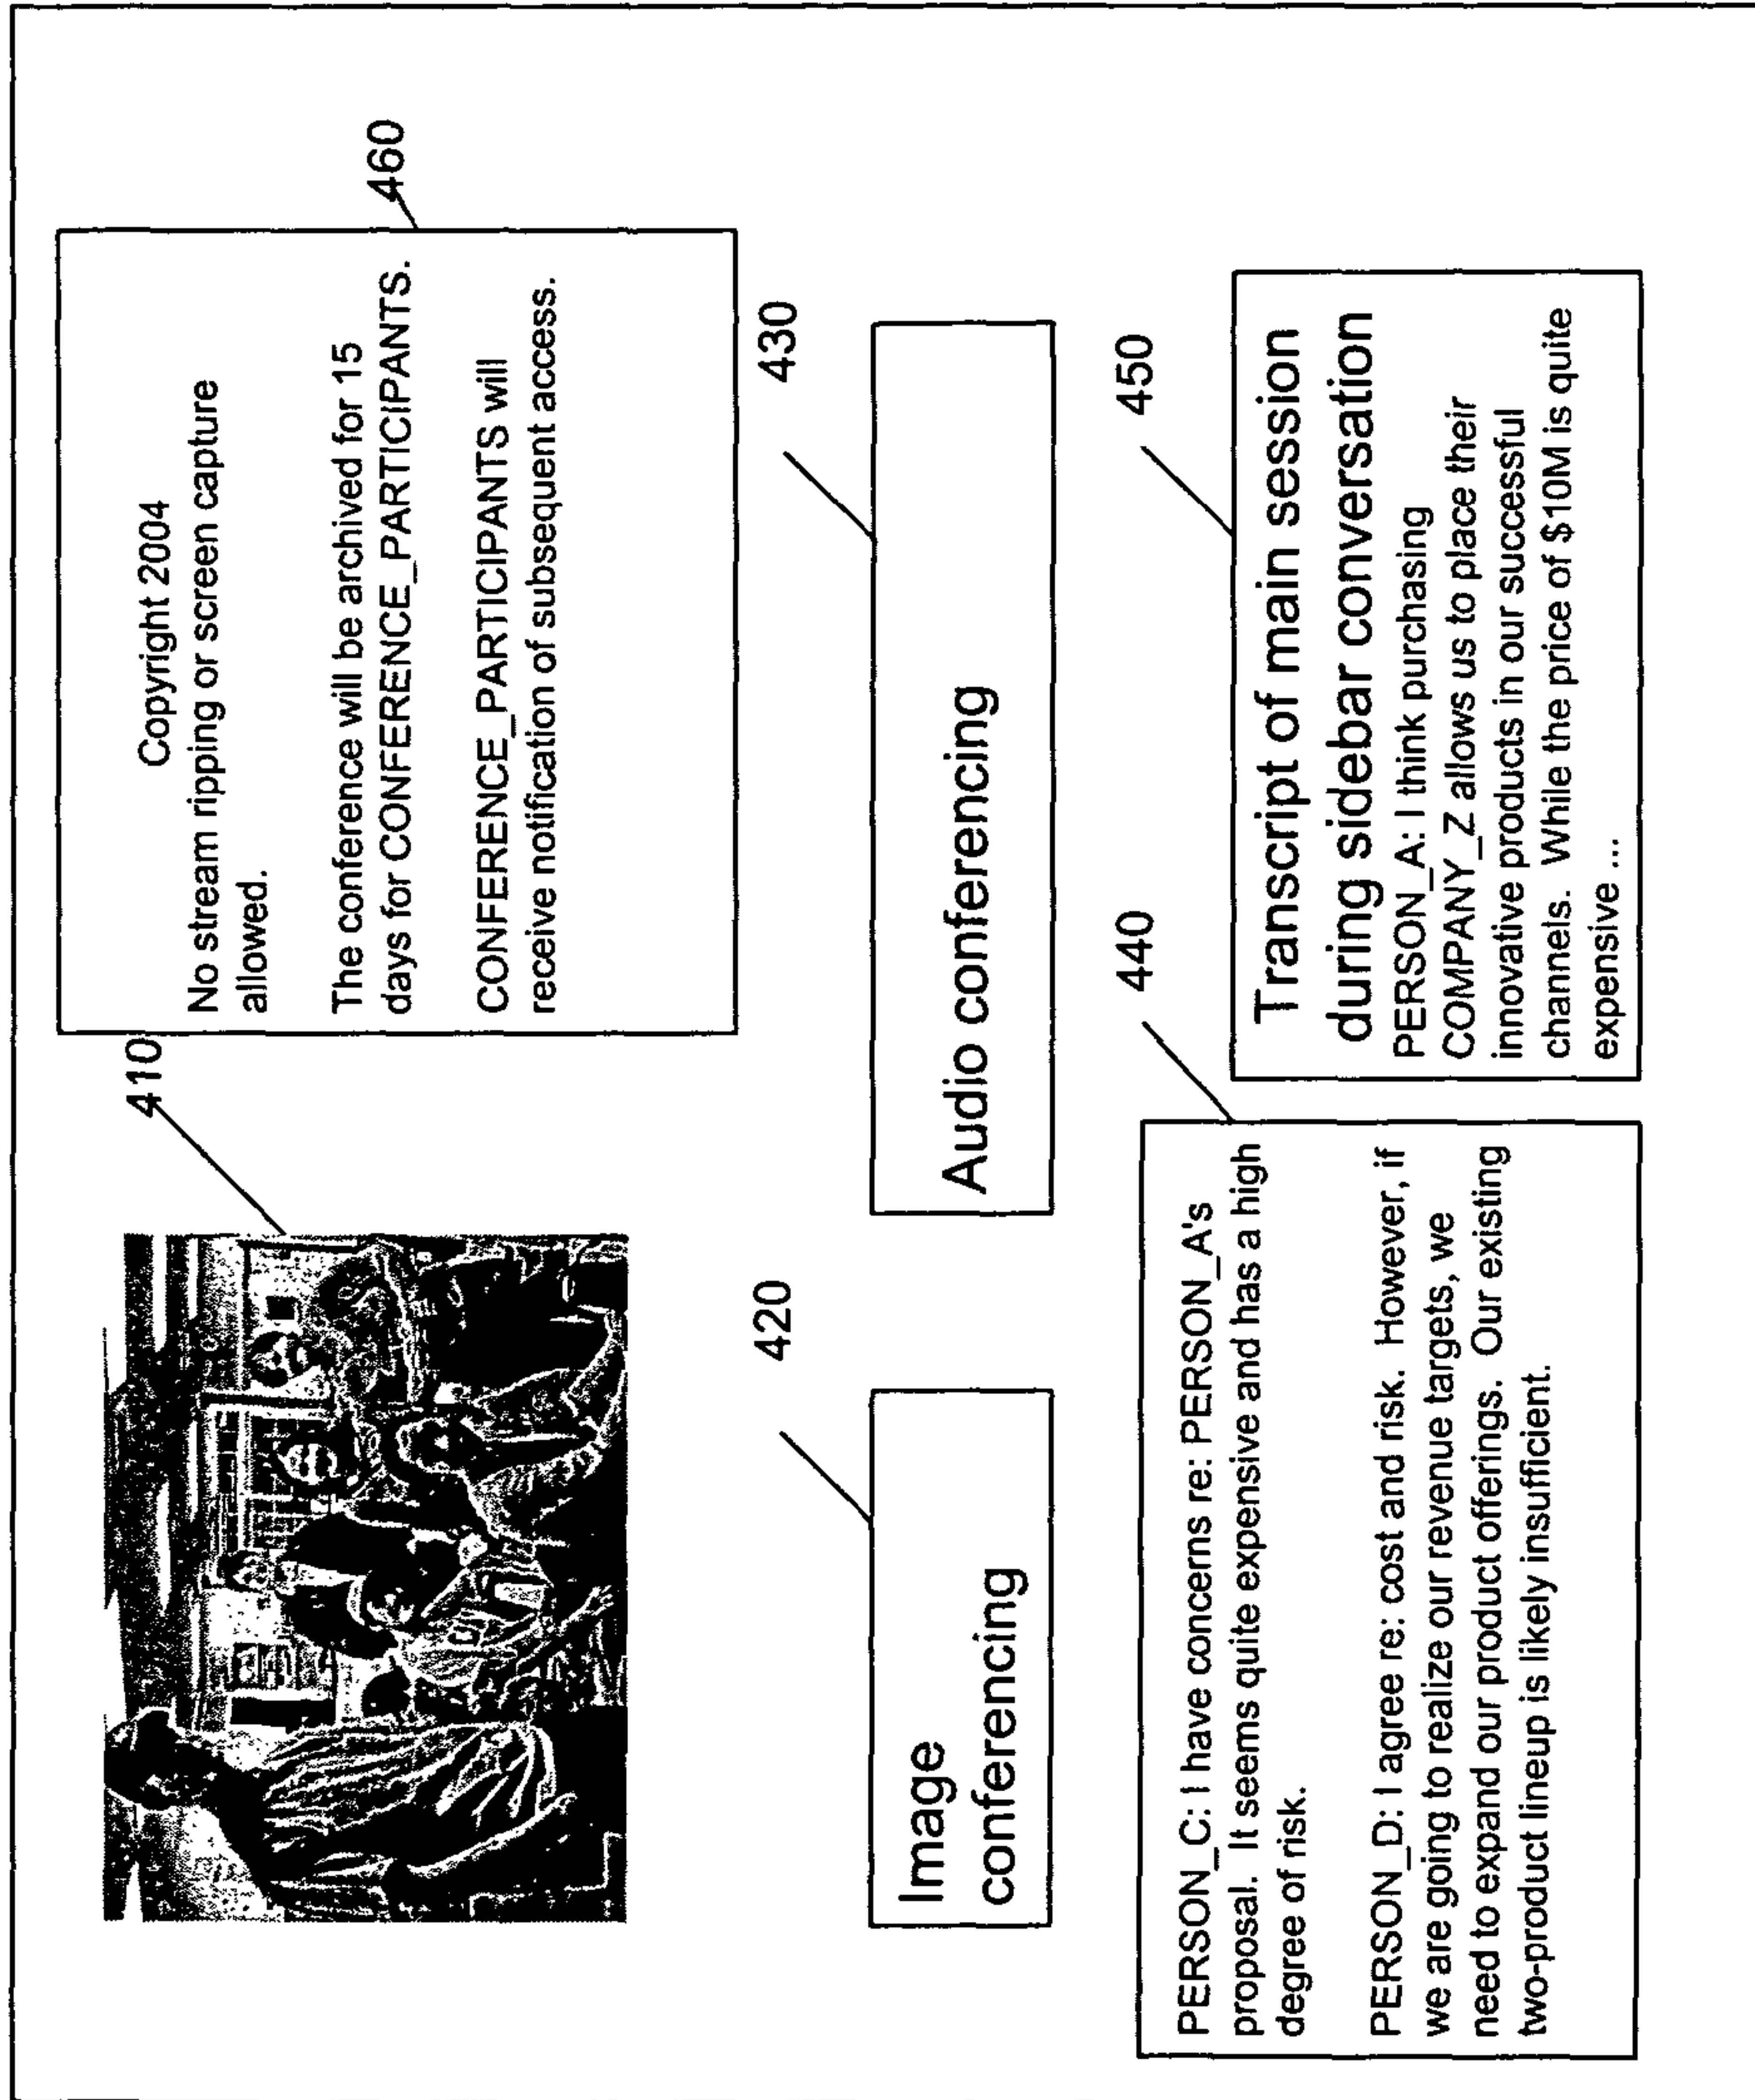 410
Copyright 2004
No stream ripping or screen capture
allowed.
The conference will be archived for 15
days for CONFERENCE_PARTICIPANTS.
CONFERENCE_PARTICIPANTS will
receive notification of subsequent access.
460
420
Image
conferencing
430
Audio conferencing
440
PERSON_C: I have concerns re: PERSON_A's
proposal. It seems quite expensive and has a high
degree of risk.
PERSON_D: I agree re: cost and risk. However, if
we are going to realize our revenue targets, we
need to expand our product offerings. Our existing
two-product lineup is likely insufficient.
450
Transcript of main session
during sidebar conversation
PERSON_A: I think purchasing
COMPANY_Z allows us to place their
innovative products in our successful
channels. While the price of $10M is quite
expensive ...